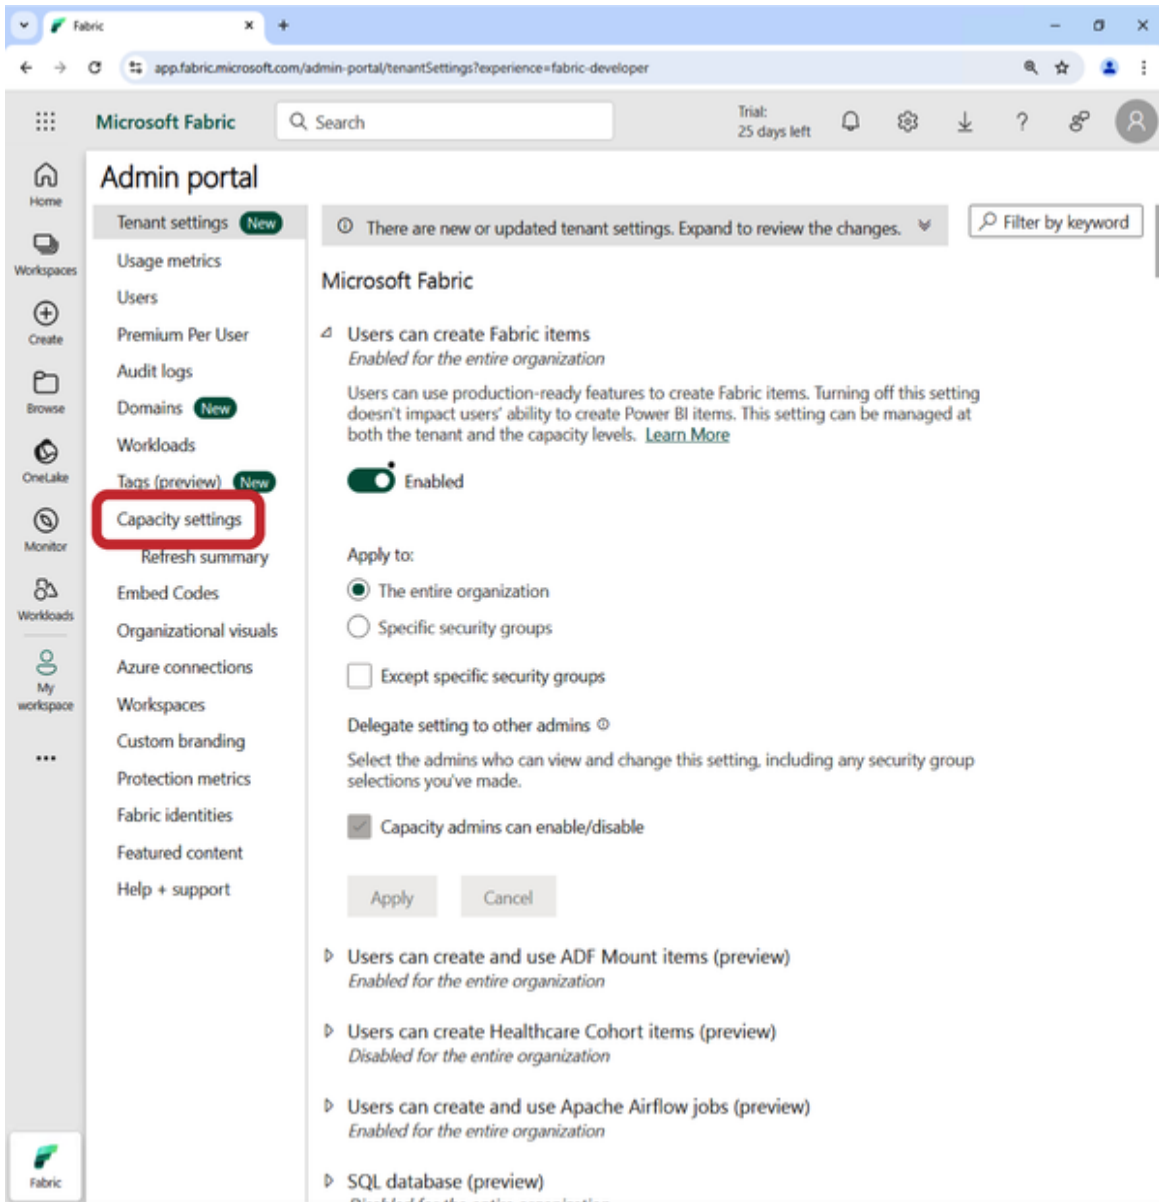 Fabric
app.fabric.microsoft.com/admin-portal/tenantSettings?experience=fabric-developer
Microsoft Fabric
Search
Trial:
25 days left
Home
Workspaces
Create
Browse
OneLake
Monitor
Workloads
My
workspace
Fabric
Admin portal
Tenant settings New
Usage metrics
Users
Premium Per User
Audit logs
Domains New
Workloads
Tags (preview) New
Capacity settings
Refresh summary
Embed Codes
Organizational visuals
Azure connections
Workspaces
Custom branding
Protection metrics
Fabric identities
Featured content
Help + support
There are new or updated tenant settings. Expand to review the changes.
Filter by keyword
Microsoft Fabric
Users can create Fabric items
Enabled for the entire organization
Users can use production-ready features to create Fabric items. Turning off this setting
doesn't impact users' ability to create Power BI items. This setting can be managed at
both the tenant and the capacity levels. Learn More
Enabled
Apply to:
The entire organization
Specific security groups
Except specific security groups
Delegate setting to other admins
Select the admins who can view and change this setting, including any security group
selections you've made.
Capacity admins can enable/disable
Apply
Cancel
Users can create and use ADF Mount items (preview)
Enabled for the entire organization
Users can create Healthcare Cohort items (preview)
Disabled for the entire organization
Users can create and use Apache Airflow jobs (preview)
Enabled for the entire organization
SQL database (preview)